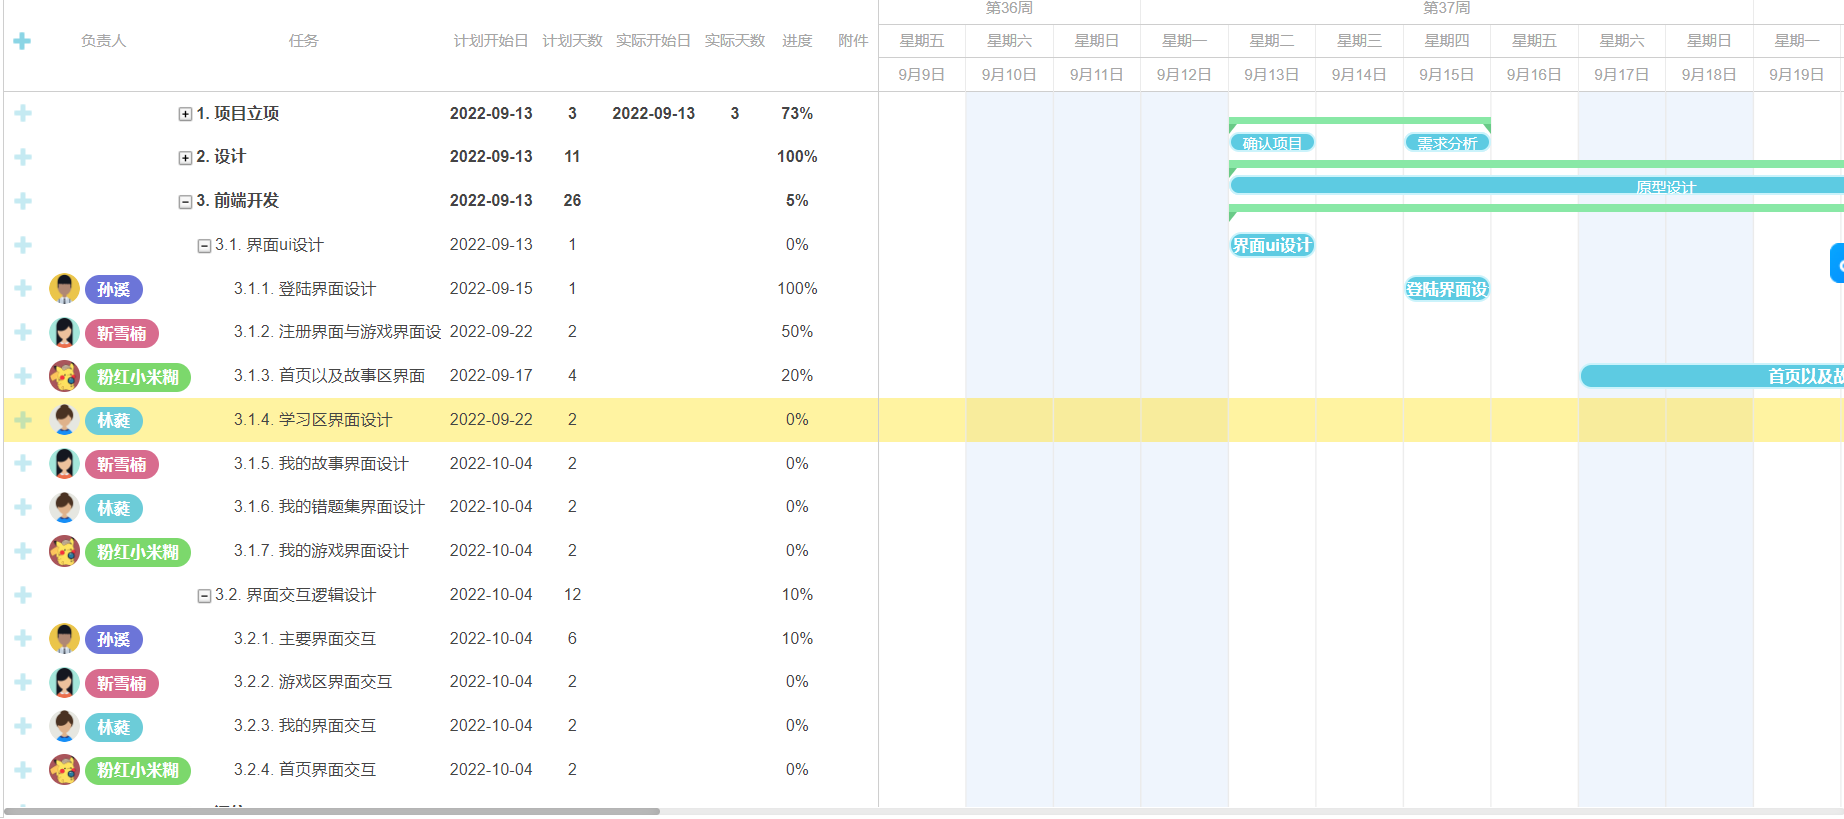 第36周 第37周
负责人 任务 计划开始日 计划天数 实际开始日 实际天数 进度 附件 星期五 星期六 星期日 星期一 星期二 星期三 星期四 星期五 星期六 星期日 星期一
9月9日 9月10日 9月11日 9月12日 9月13日 9月14日 9月15日 9月16日 9月17日 9月18日 9月19日
1. 项目立项 2022-09-13 3 2022-09-13 3 73%
确认项目 需求分析
2. 设计 2022-09-13 11 100%
原型设计
3. 前端开发 2022-09-13 26 5%
3.1. 界面ui设计 2022-09-13 1 0% 界面ui设计
孙溪 3.1.1. 登陆界面设计 2022-09-15 1 100% 登陆界面设
靳雪楠 3.1.2. 注册界面与游戏界面设 2022-09-22 2 50%
粉红小米糊 3.1.3. 首页以及故事区界面 2022-09-17 4 20% 首页以及故
林蕤 3.1.4. 学习区界面设计 2022-09-22 2 0%
靳雪楠 3.1.5. 我的故事界面设计 2022-10-04 2 0%
林蕤 3.1.6. 我的错题集界面设计 2022-10-04 2 0%
粉红小米糊 3.1.7. 我的游戏界面设计 2022-10-04 2 0%
3.2. 界面交互逻辑设计 2022-10-04 12 10%
孙溪 3.2.1. 主要界面交互 2022-10-04 6 10%
靳雪楠 3.2.2. 游戏区界面交互 2022-10-04 2 0%
林蕤 3.2.3. 我的界面交互 2022-10-04 2 0%
粉红小米糊 3.2.4. 首页界面交互 2022-10-04 2 0%